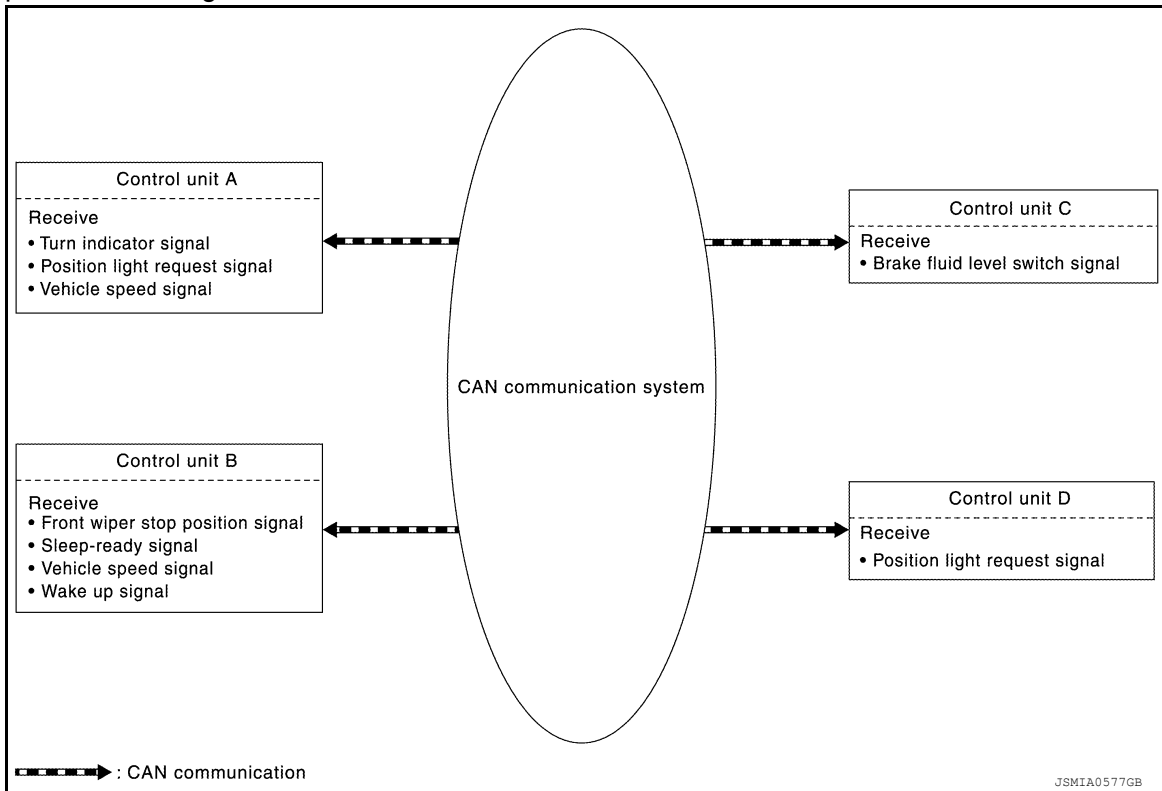 Control unit A
Receive
• Turn indicator signal
• Position light request signal
• Vehicle speed signal
Control unit C
Receive
• Brake fluid level switch signal
CAN communication system
Control unit B
Receive
• Front wiper stop position signal
• Sleep-ready signal
• Vehicle speed signal
• Wake up signal
Control unit D
Receive
• Position light request signal
: CAN communication
JSMIA0577GB